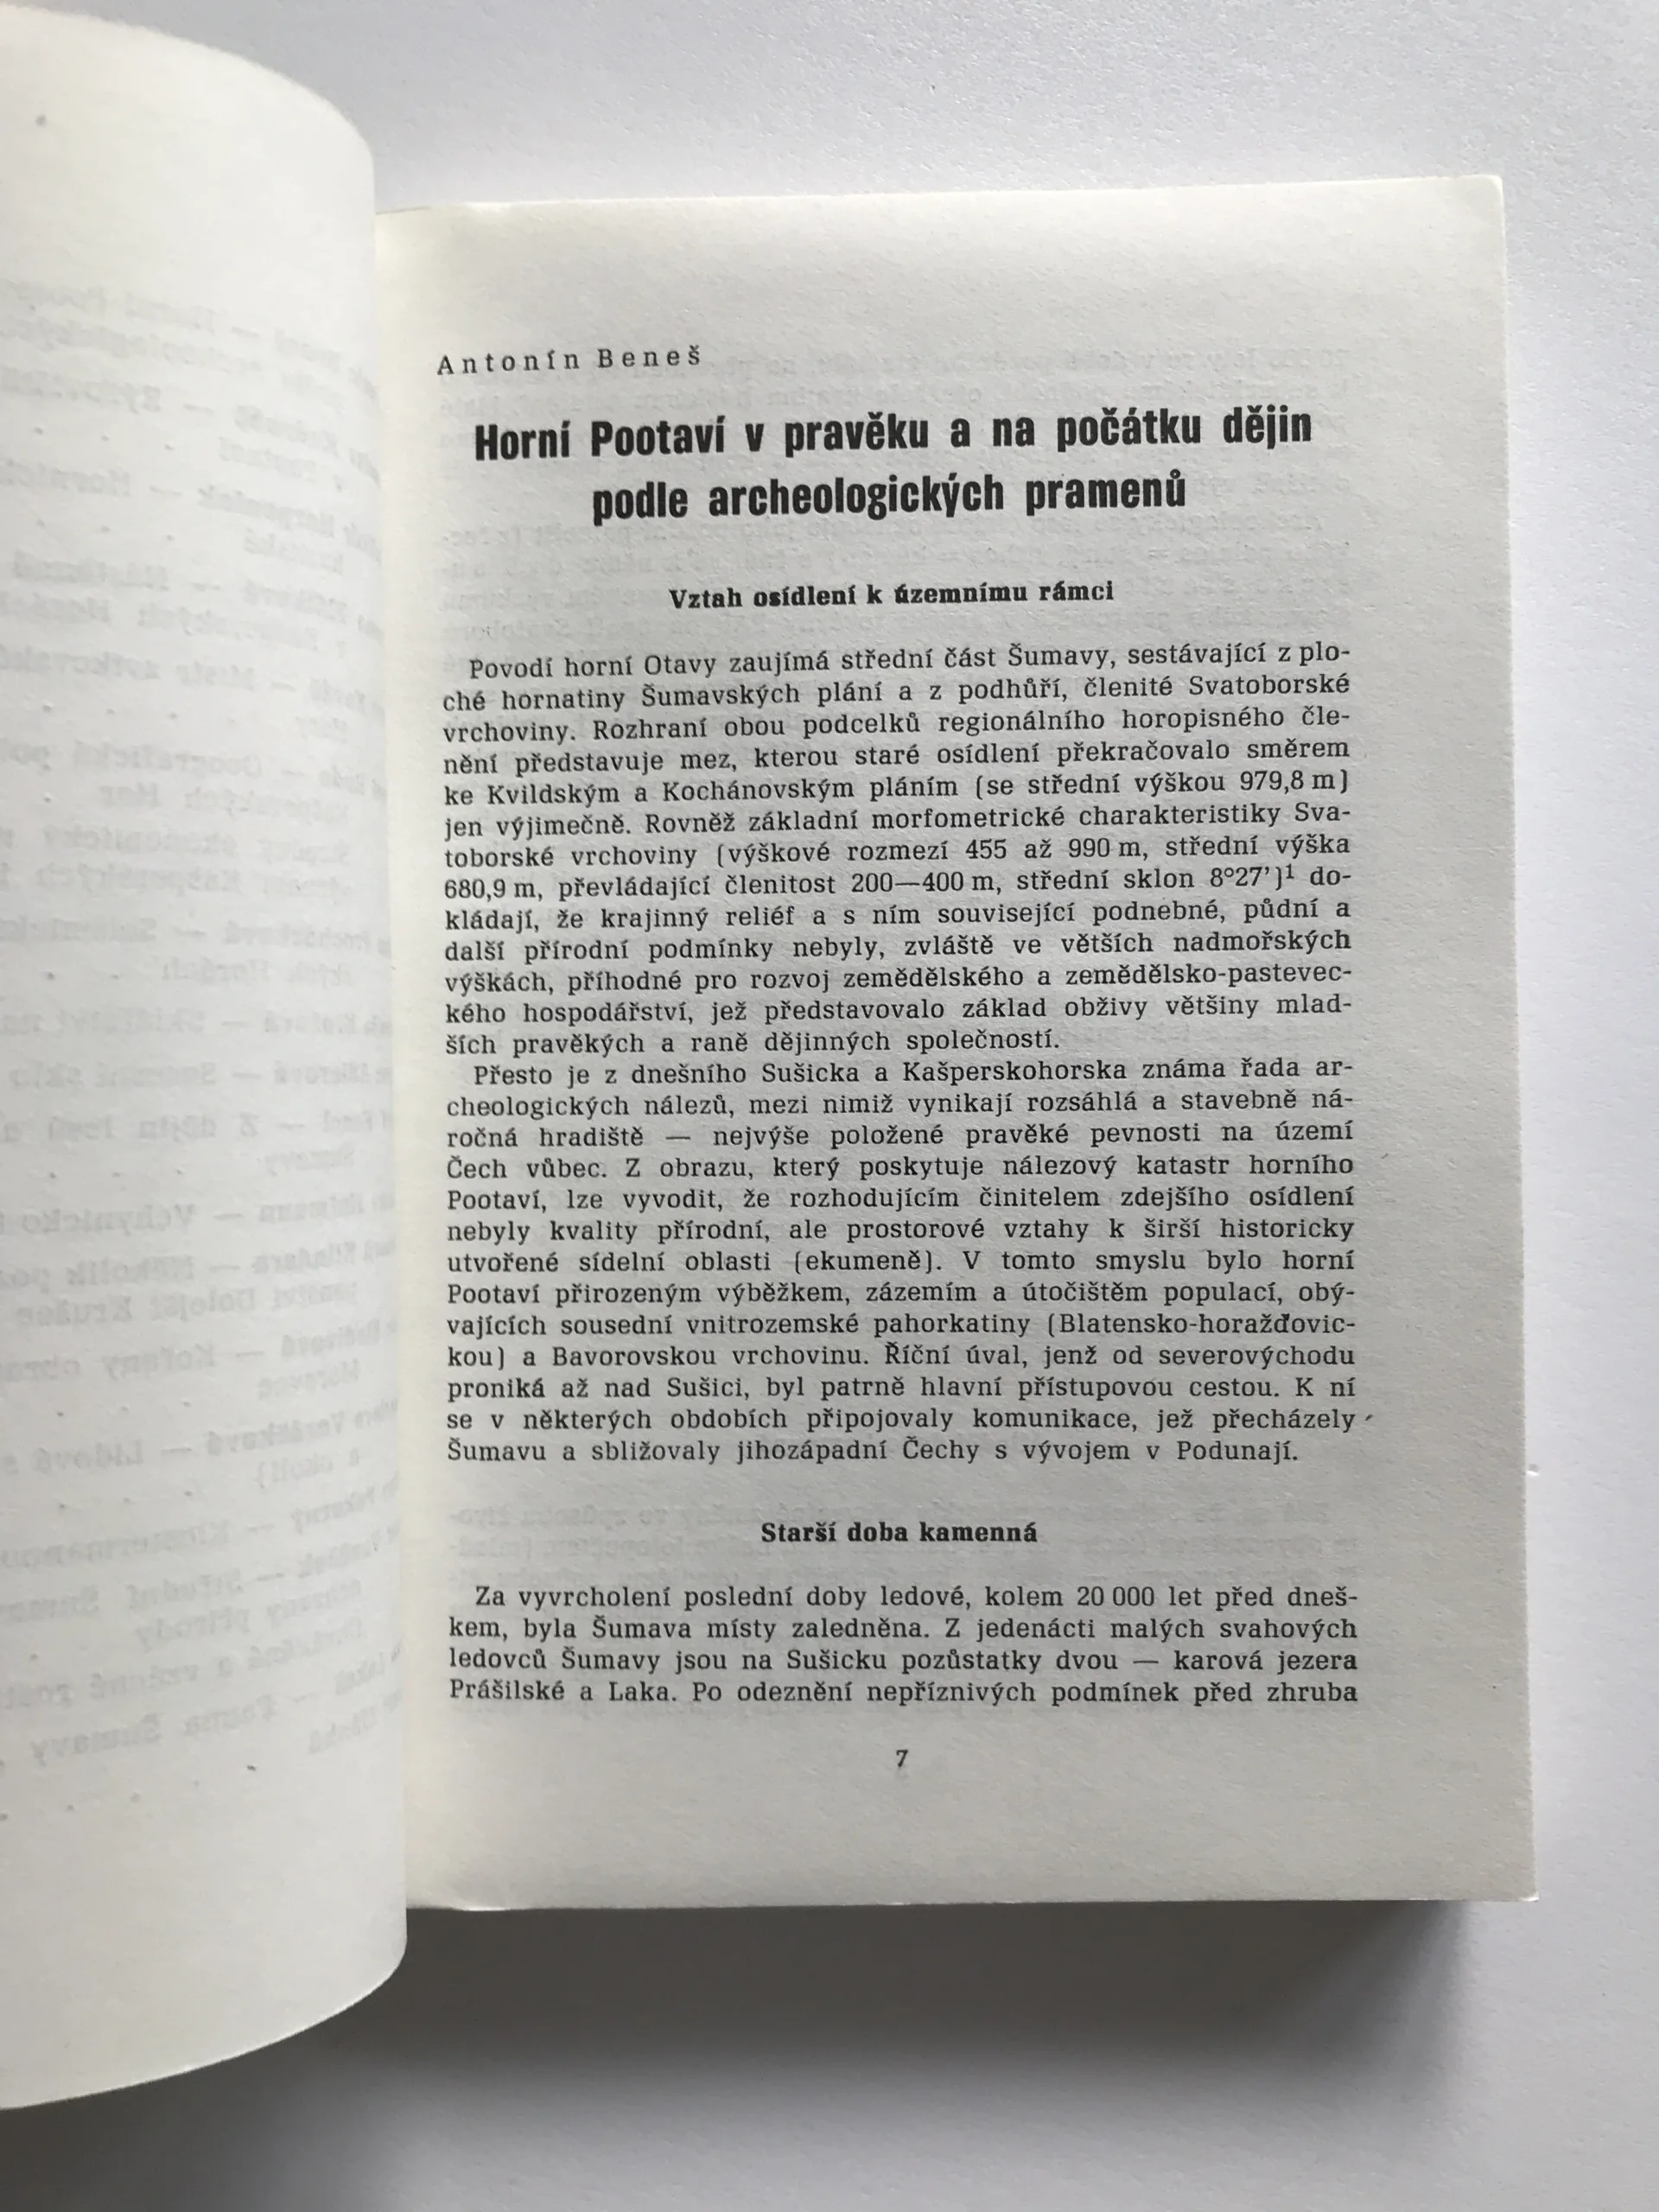 Antonín Beneš
Horní Pootaví v pravěku a na počátku dějin
podle archeologických pramenů
Vztah osídlení k územnímu rámci
Povodí horní Otavy zaujímá střední část Šumavy, sestávající z plo-
ché hornatiny Šumavských plání a z podhůří, členité Svatoborské
vrchoviny. Rozhraní obou podcelků regionálního horopisného čle-
nění představuje mez, kterou staré osídlení překračovalo směrem
ke Kvildským a Kochánovským pláním (se střední výškou 979,8 m)
jen výjimečně. Rovněž základní morfometrické charakteristiky Sva-
toborské vrchoviny (výškové rozmezí 455 až 990 m, střední výška
680,9 m, převládající členitost 200—400 m, střední sklon 8°27’)¹ do-
kládají, že krajinný reliéf a s ním související podnebné, půdní a
další přírodní podmínky nebyly, zvláště ve větších nadmořských
výškách, příhodné pro rozvoj zemědělského a zemědělsko-pastevec-
kého hospodářství, jež představovalo základ obživy většiny mlad-
ších pravěkých a raně dějinných společností.
Přesto je z dnešního Sušicka a Kašperskohorska známa řada ar-
cheologických nálezů, mezi nimiž vynikají rozsáhlá a stavebně ná-
ročná hradiště — nejvýše položené pravěké pevnosti na území
Čech vůbec. Z obrazu, který poskytuje nálezový katastr horního
Pootaví, lze vyvodit, že rozhodujícím činitelem zdejšího osídlení
nebyly kvality přírodní, ale prostorové vztahy k širší historicky
utvořené sídelní oblasti (ekumeně). V tomto smyslu bylo horní
Pootaví přirozeným výběžkem, zázemím a útočištěm populací, obý-
vajících sousední vnitrozemské pahorkatiny (Blatensko-horažďovic-
kou) a Bavorovskou vrchovinu. Říční úval, jenž od severovýchodu
proniká až nad Sušici, byl patrně hlavní přístupovou cestou. K ní
se v některých obdobích připojovaly komunikace, jež přecházely
Šumavu a sbližovaly jihozápadní Čechy s vývojem v Podunají.
Starší doba kamenná
Za vyvrcholení poslední doby ledové, kolem 20 000 let před dneš-
kem, byla Šumava místy zaledněna. Z jedenácti malých svahových
ledovců Šumavy jsou na Sušicku pozůstatky dvou — karová jezera
Prášilské a Laka. Po odeznění nepříznivých podmínek před zhruba
7